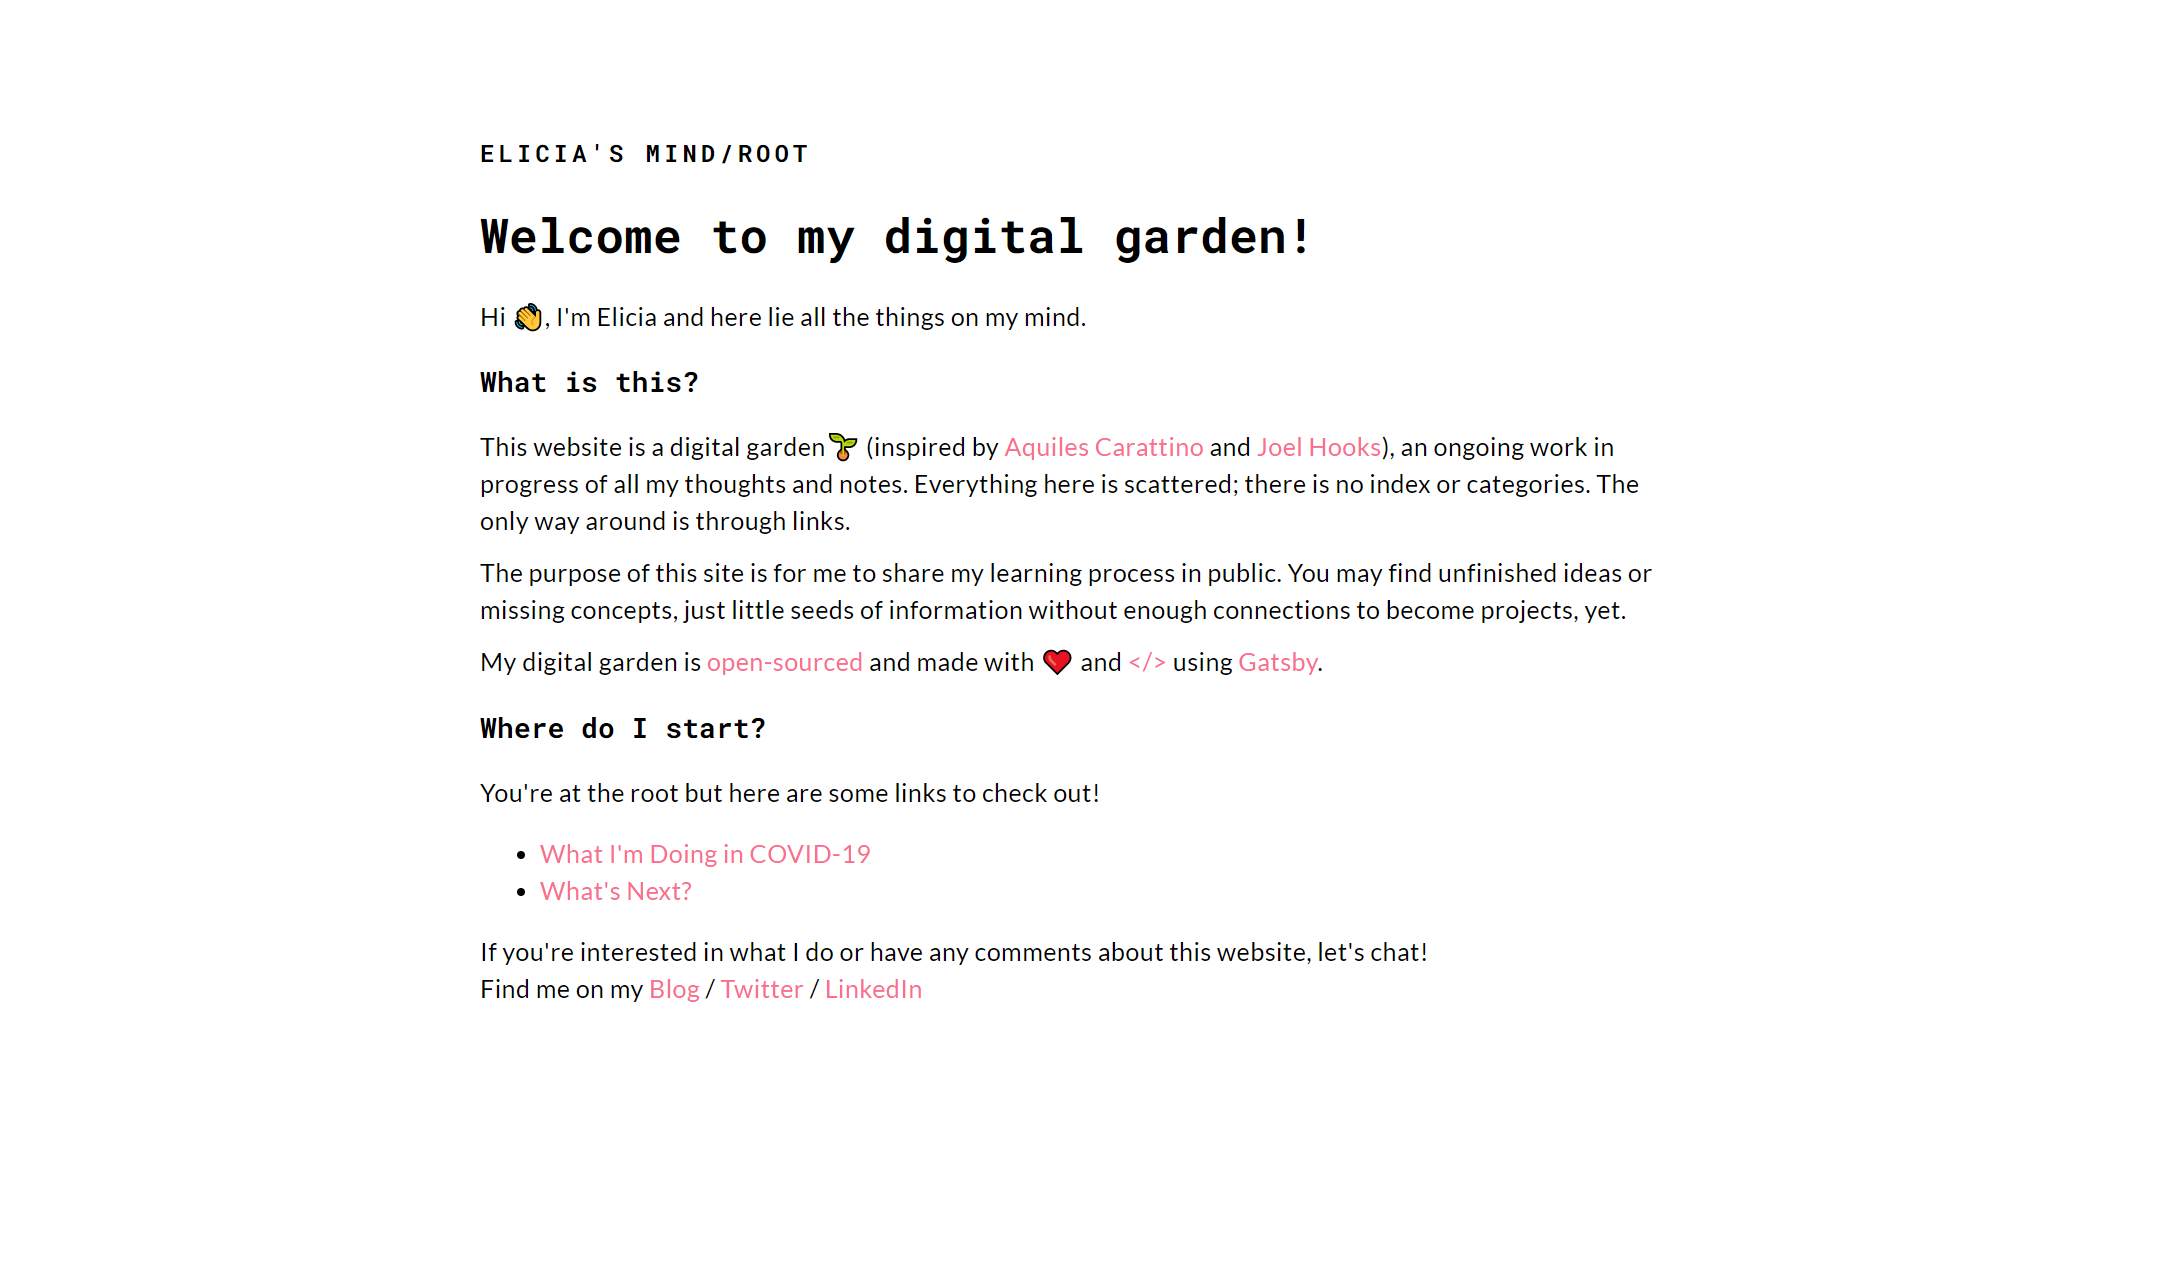 ELICIA'S MIND/ROOT
Welcome to my digital garden!
Hi 👋, I'm Elicia and here lie all the things on my mind.
What is this?
This website is a digital garden🌱 (inspired by Aquiles Carattino and Joel Hooks), an ongoing work in
progress of all my thoughts and notes. Everything here is scattered; there is no index or categories. The
only way around is through links.
The purpose of this site is for me to share my learning process in public. You may find unfinished ideas or
missing concepts, just little seeds of information without enough connections to become projects, yet.
My digital garden is open-sourced and made with ❤️ and </> using Gatsby.
Where do I start?
You're at the root but here are some links to check out!
• What I'm Doing in COVID-19
• What's Next?
If you're interested in what I do or have any comments about this website, let's chat!
Find me on my Blog / Twitter / LinkedIn